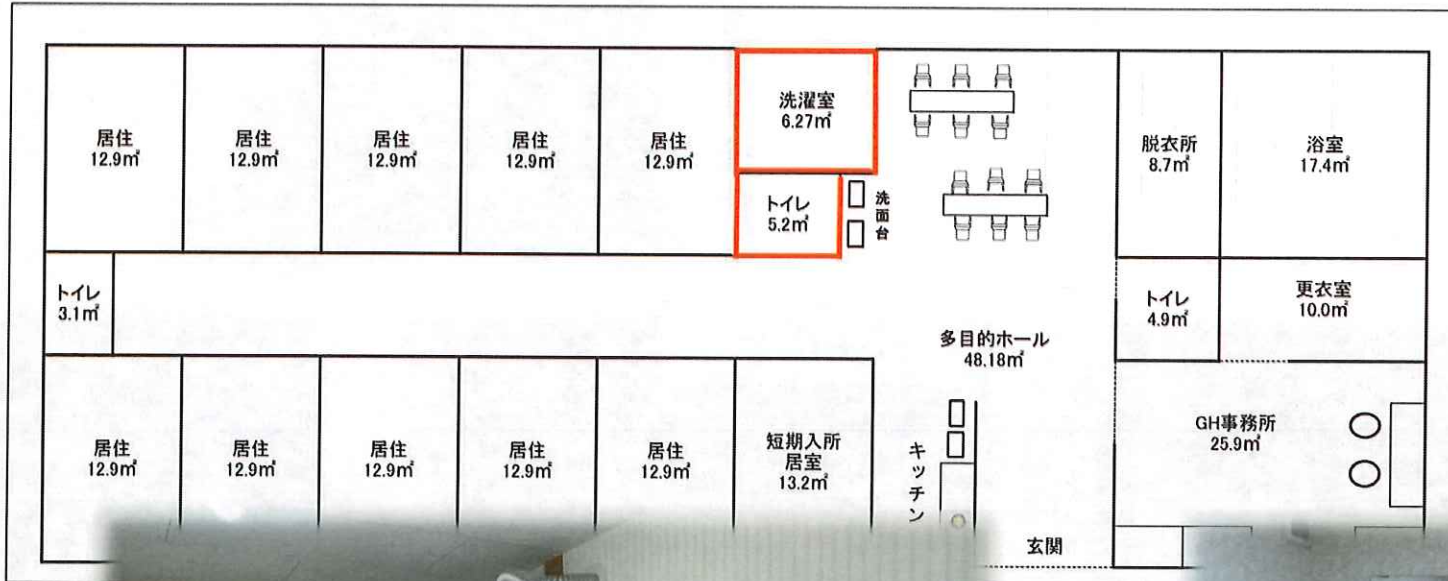 居住
12.9㎡
居住
12.9㎡
居住
12.9㎡
居住
12.9㎡
居住
12.9㎡
洗濯室
6.27㎡
トイレ
5.2㎡
洗面台
脱衣所
8.7㎡
浴室
17.4㎡
トイレ
3.1㎡
トイレ
4.9㎡
更衣室
10.0㎡
多目的ホール
48.18㎡
居住
12.9㎡
居住
12.9㎡
居住
12.9㎡
居住
12.9㎡
居住
12.9㎡
短期入所
居室
13.2㎡
キッチン
GH事務所
25.9㎡
玄関